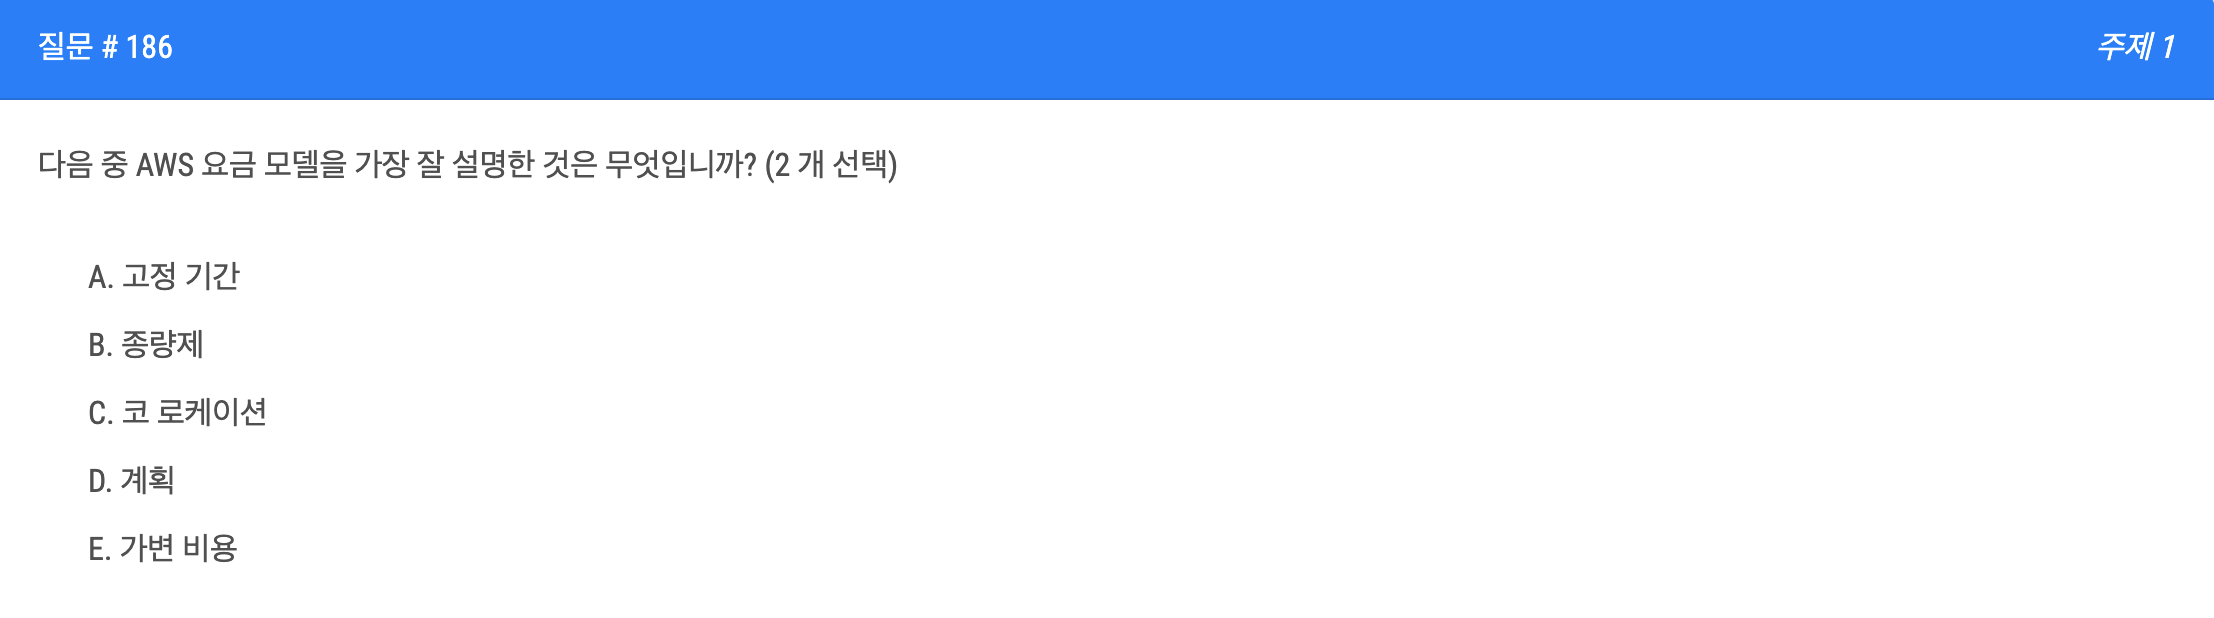 질문 # 186
주제 1
다음 중 AWS 요금 모델을 가장 잘 설명한 것은 무엇입니까? (2 개 선택)
A. 고정 기간
B. 종량제
C. 코 로케이션
D. 계획
E. 가변 비용